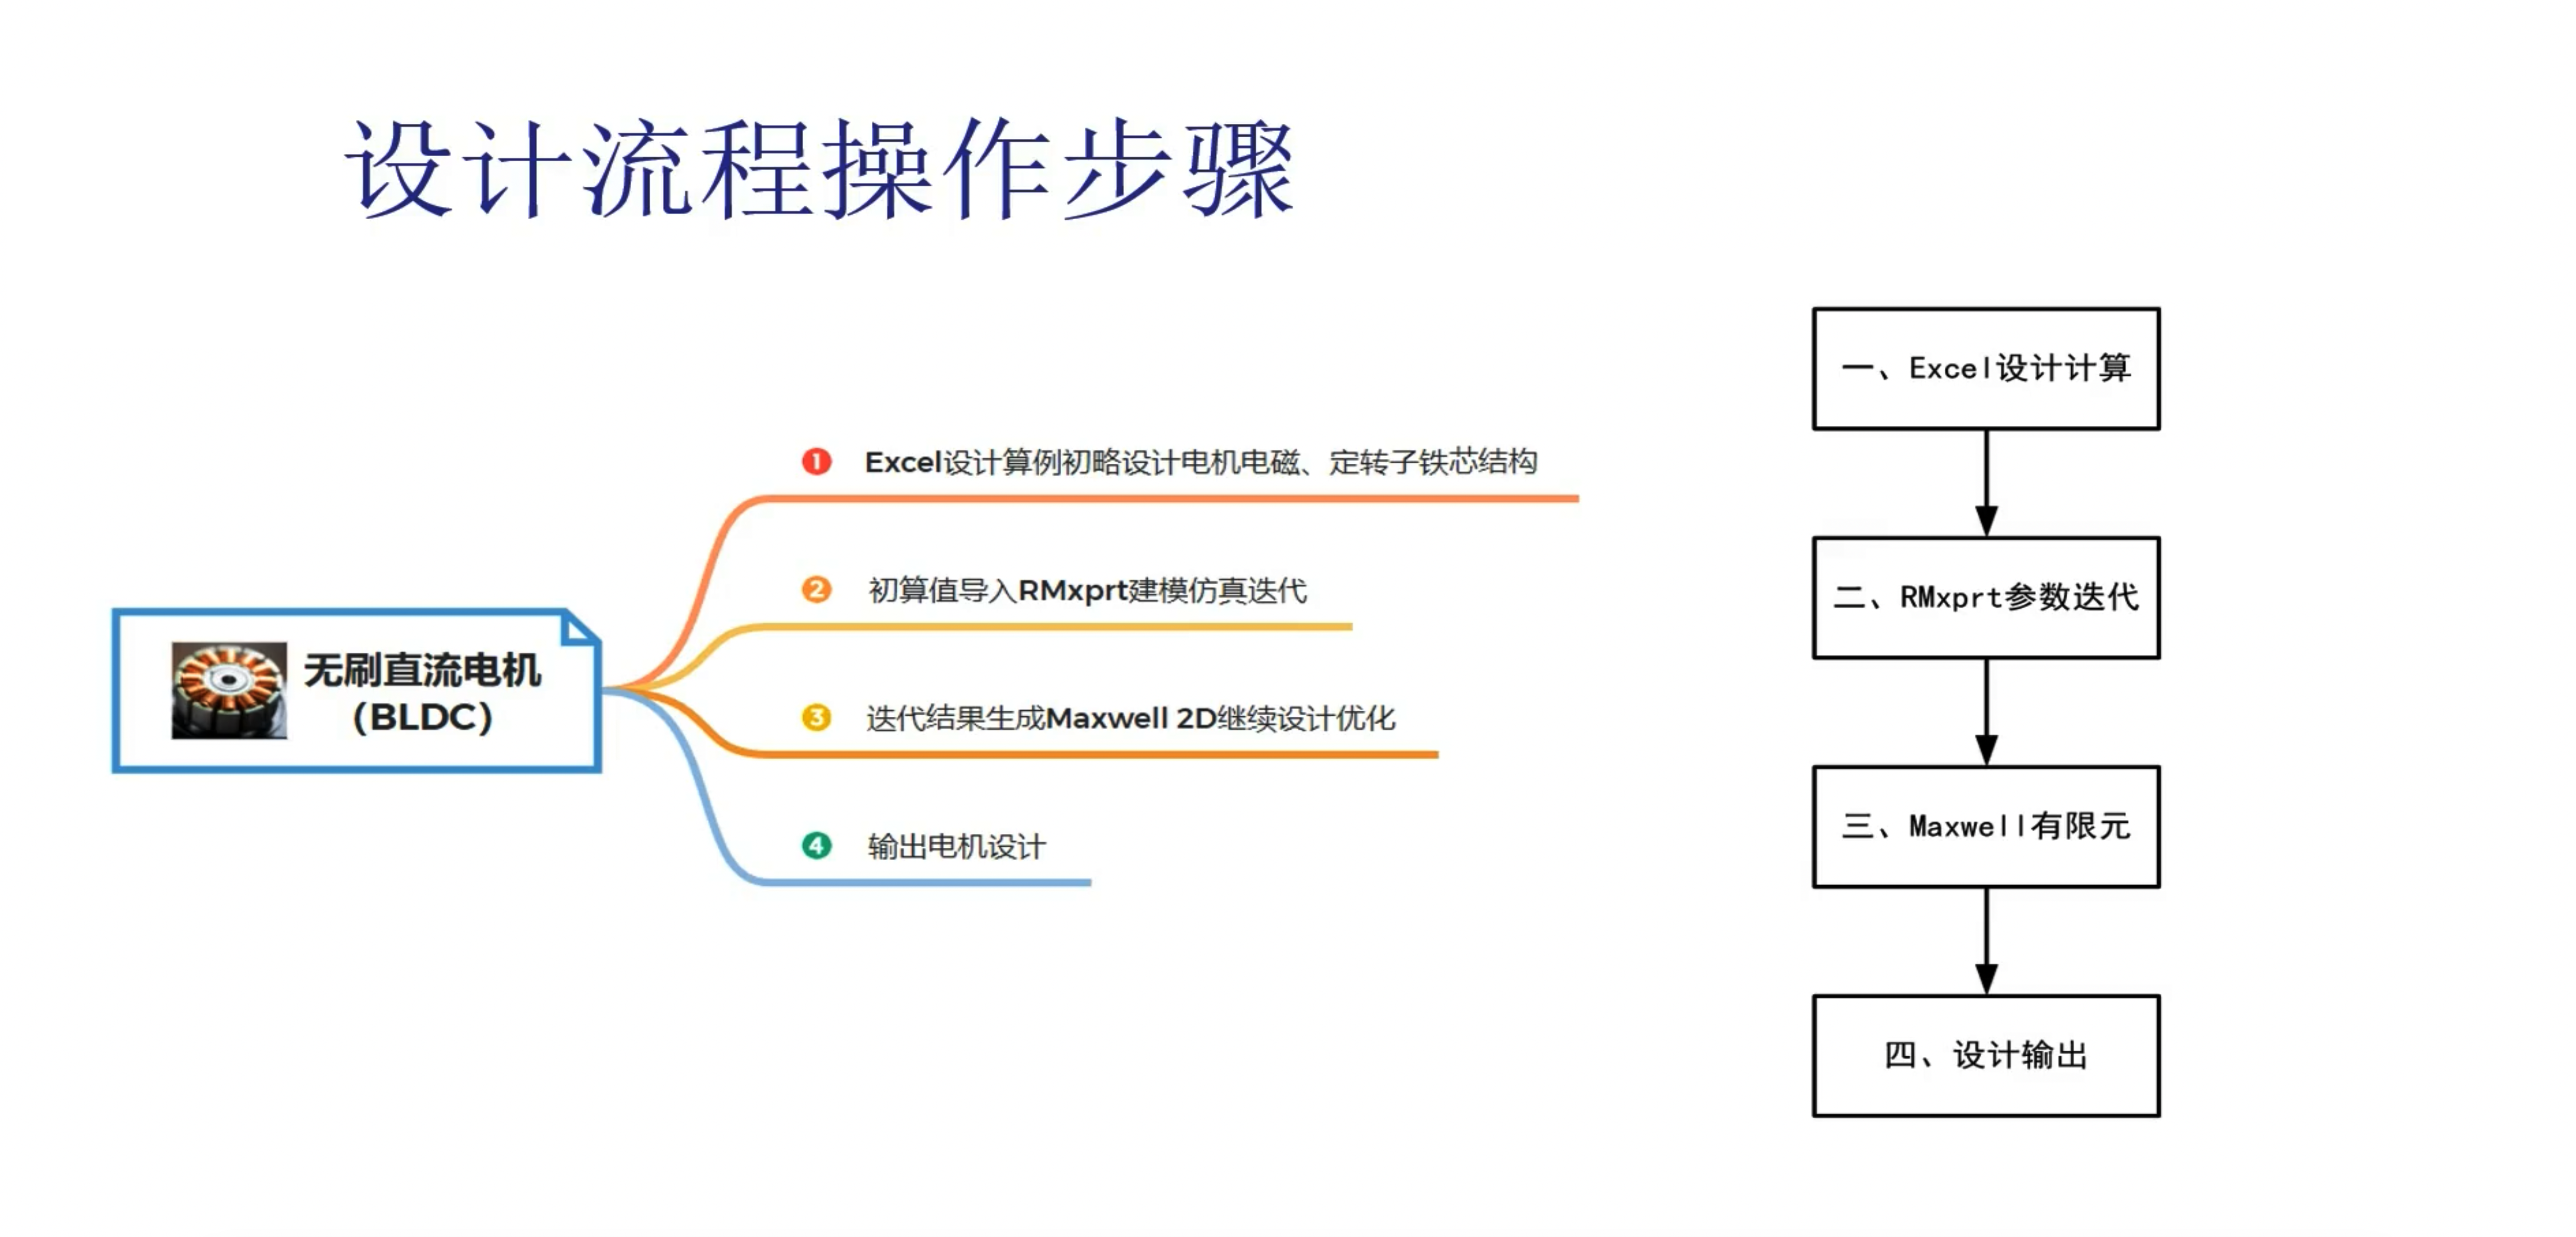 设计流程操作步骤
无刷直流电机
（BLDC）
1 Excel设计算例初略设计电机电磁、定转子铁芯结构
2 初算值导入RMxprt建模仿真迭代
3 迭代结果生成Maxwell 2D继续设计优化
4 输出电机设计
一、Excel设计计算
二、RMxprt参数迭代
三、Maxwell有限元
四、设计输出